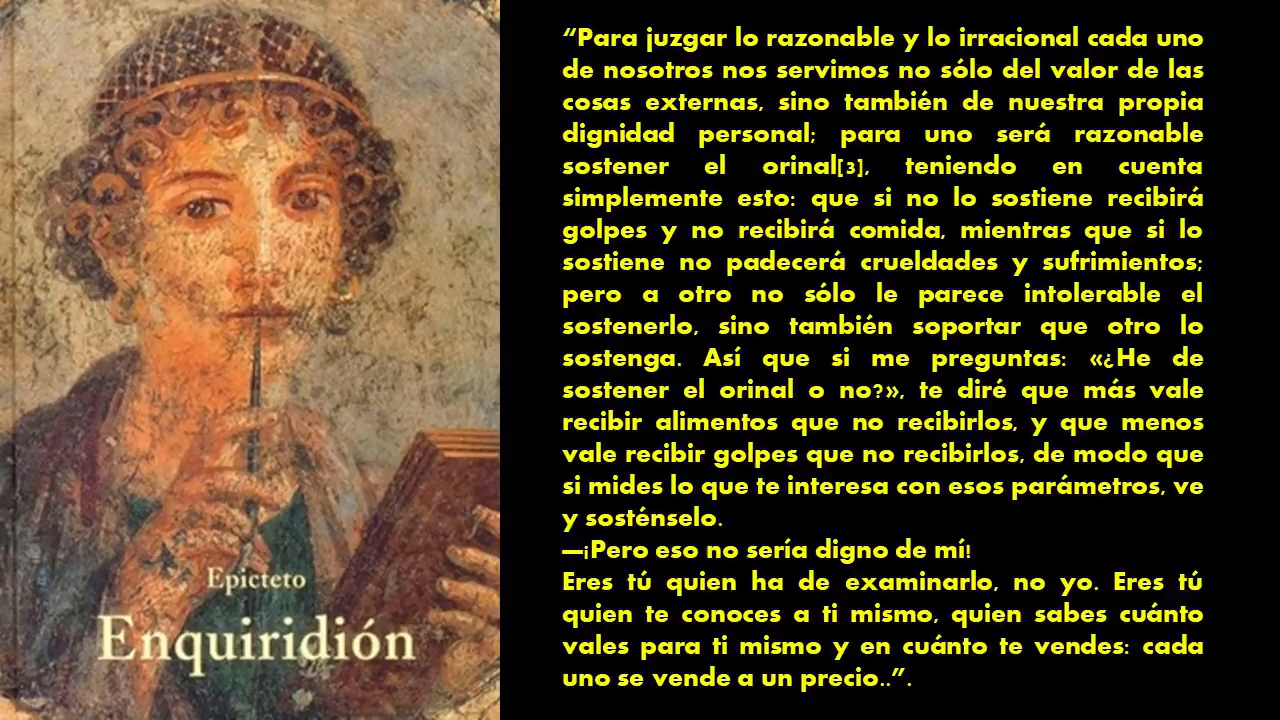 Epicteto
Enquiridión
“Para juzgar lo razonable y lo irracional cada uno
de nosotros nos servimos no sólo del valor de las
cosas externas, sino también de nuestra propia
dignidad personal; para uno será razonable
sostener el orinal[3], teniendo en cuenta
simplemente esto: que si no lo sostiene recibirá
golpes y no recibirá comida, mientras que si lo
sostiene no padecerá crueldades y sufrimientos;
pero a otro no sólo le parece intolerable el
sostenerlo, sino también soportar que otro lo
sostenga. Así que si me preguntas: «¿He de
sostener el orinal o no?», te diré que más vale
recibir alimentos que no recibirlos, y que menos
vale recibir golpes que no recibirlos, de modo que
si mides lo que te interesa con esos parámetros, ve
y sosténselo.
—¡Pero eso no sería digno de mí!
Eres tú quien ha de examinarlo, no yo. Eres tú
quien te conoces a ti mismo, quien sabes cuánto
vales para ti mismo y en cuánto te vendes: cada
uno se vende a un precio..”.